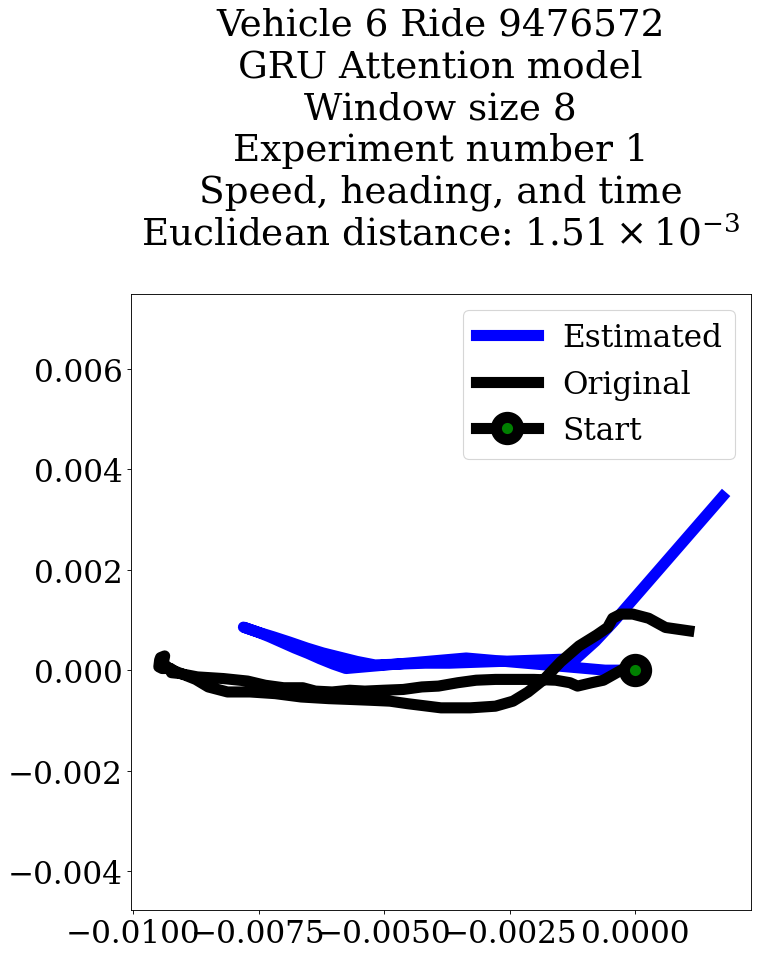 Vehicle 6 Ride 9476572
GRU Attention model
Window size 8
Experiment number 1
Speed, heading, and time
Euclidean distance: 1.51 × 10⁻³
Estimated
Original
Start
0.006
0.004
0.002
0.000
−0.002
−0.004
−0.0100 −0.0075 −0.0050 −0.0025 0.0000